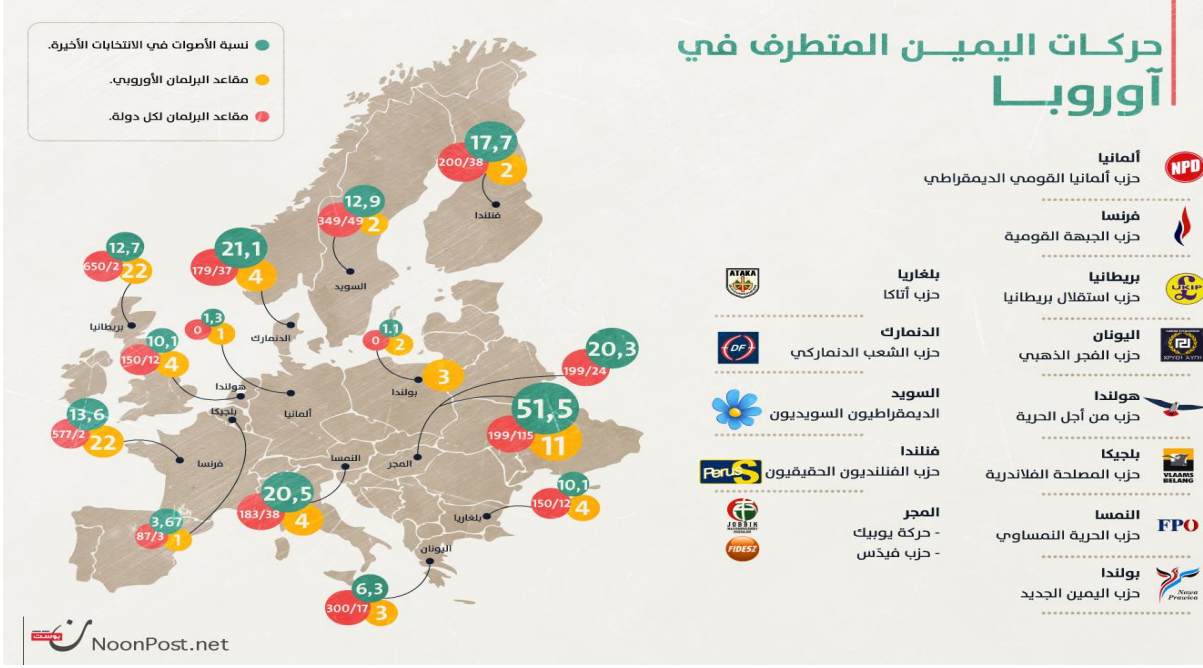 حركــات اليميــــن المتطرف في
آوروبــــا
نسبة الأصوات في الانتخابات الأخيرة.
مقاعد البرلمان الأوروبي.
مقاعد البرلمان لكل دولة.
ألمانيا
حزب ألمانيا القومي الديمقراطي
NPD
فرنسا
حزب الجبهة القومية
بريطانيا
حزب استقلال بريطانيا
UKIP
اليونان
حزب الفجر الذهبي
ΧΡΥΣΗ ΑΥΓΗ
هولندا
حزب من أجل الحرية
بلجيكا
حزب المصلحة الفلاندرية
VLAAMS
BELANG
النمسا
حزب الحرية النمساوي
FPO
بولندا
حزب اليمين الجديد
Nowa
Prawica
بلغاريا
حزب أتاكا
ATAKA
الدنمارك
حزب الشعب الدنماركي
DF
السويد
الديمقراطيون السويديون
فنلندا
حزب الفنلنديون الحقيقيون
PeruS
المجر
- حركة يوبيك
- حزب فيدّس
JOBBIK
FIDESZ
17,7
200/38
2
فنلندا
12,9
349/49
2
السويد
21,1
179/37
4
الدنمارك
12,7
650/2
22
بريطانيا
1,3
0
1
ألمانيا
10,1
150/12
4
هولندا
1.1
0
2
بولندا
3
20,3
199/24
51,5
199/115
11
المجر
13,6
577/2
22
فرنسا
بلجيكا
3,67
87/3
1
النمسا
20,5
183/38
4
10,1
150/12
4
بلغاريا
اليونان
6,3
300/17
3
ن بوست
NoonPost.net